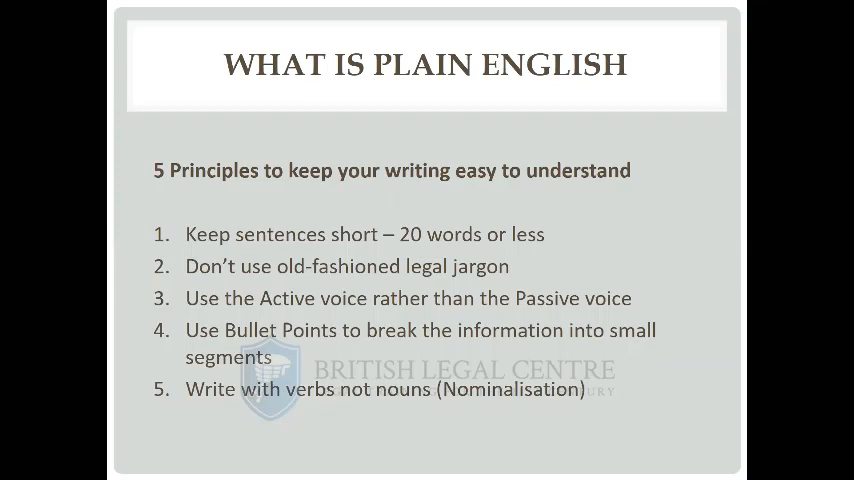 WHAT IS PLAIN ENGLISH
5 Principles to keep your writing easy to understand
1. Keep sentences short – 20 words or less
2. Don't use old-fashioned legal jargon
3. Use the Active voice rather than the Passive voice
4. Use Bullet Points to break the information into small
segments
BRITISH LEGAL CENTRE
5. Write with verbs not nouns (Nominalisation)